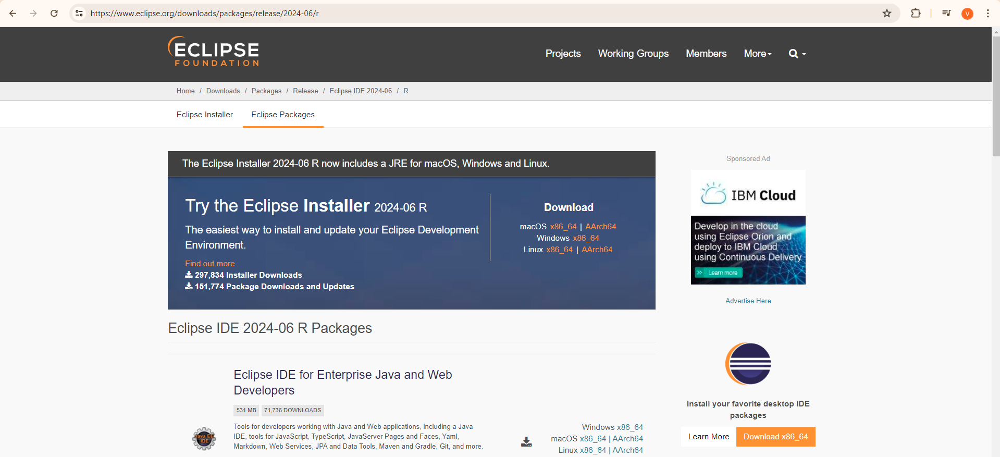 https://www.eclipse.org/downloads/packages/release/2024-06/r
V
ECLIPSE
FOUNDATION
Projects Working Groups Members More
Home / Downloads / Packages / Release / Eclipse IDE 2024-06 / R
Eclipse Installer Eclipse Packages
The Eclipse Installer 2024-06 R now includes a JRE for macOS, Windows and Linux.
Try the Eclipse Installer 2024-06 R
The easiest way to install and update your Eclipse Development
Environment.
Find out more
297,834 Installer Downloads
151,774 Package Downloads and Updates
Download
macOS x86_64 | AArch64
Windows x86_64
Linux x86_64 | AArch64
Sponsored Ad
IBM Cloud
Develop in the cloud
using Eclipse Orion and
deploy to IBM Cloud
using Continuous Delivery
Learn more
Advertise Here
Eclipse IDE 2024-06 R Packages
Eclipse IDE for Enterprise Java and Web
Developers
531 MB 71,736 DOWNLOADS
Java EE
IDE
Tools for developers working with Java and Web applications, including a Java
IDE, tools for JavaScript, TypeScript, JavaServer Pages and Faces, Yaml,
Markdown, Web Services, JPA and Data Tools, Maven and Gradle, Git, and more.
Windows x86_64
macOS x86_64 | AArch64
Linux x86_64 | AArch64
Install your favorite desktop IDE
packages
Learn More Download x86_64